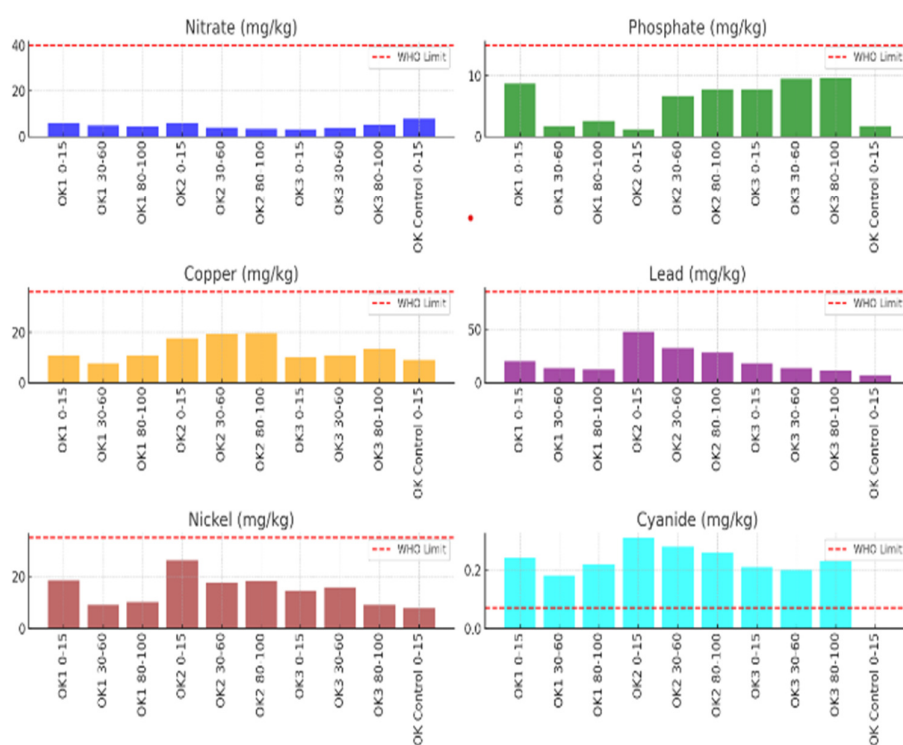 Nitrate (mg/kg)
40
20
0
WHO Limit
OK1 0-15
OK1 30-60
OK1 80-100
OK2 0-15
OK2 30-60
OK2 80-100
OK3 0-15
OK3 30-60
OK3 80-100
OK Control 0-15
Phosphate (mg/kg)
10
0
WHO Limit
OK1 0-15
OK1 30-60
OK1 80-100
OK2 0-15
OK2 30-60
OK2 80-100
OK3 0-15
OK3 30-60
OK3 80-100
OK Control 0-15
Copper (mg/kg)
20
0
WHO Limit
OK1 0-15
OK1 30-60
OK1 80-100
OK2 0-15
OK2 30-60
OK2 80-100
OK3 0-15
OK3 30-60
OK3 80-100
OK Control 0-15
Lead (mg/kg)
50
0
WHO Limit
OK1 0-15
OK1 30-60
OK1 80-100
OK2 0-15
OK2 30-60
OK2 80-100
OK3 0-15
OK3 30-60
OK3 80-100
OK Control 0-15
Nickel (mg/kg)
20
0
WHO Limit
OK1 0-15
OK1 30-60
OK1 80-100
OK2 0-15
OK2 30-60
OK2 80-100
OK3 0-15
OK3 30-60
OK3 80-100
OK Control 0-15
Cyanide (mg/kg)
0.2
0.0
WHO Limit
OK1 0-15
OK1 30-60
OK1 80-100
OK2 0-15
OK2 30-60
OK2 80-100
OK3 0-15
OK3 30-60
OK3 80-100
OK Control 0-15